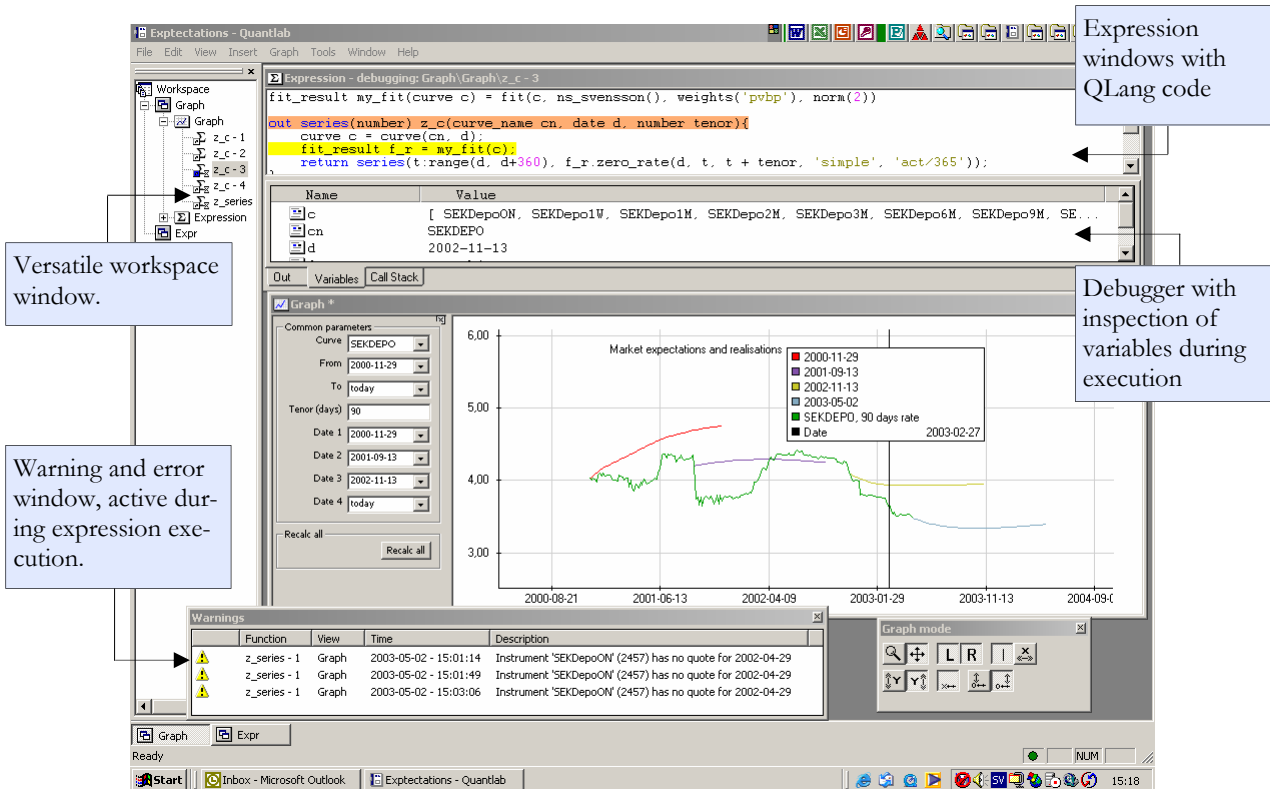 Exptectations - Quantlab
File Edit View Insert Graph Tools Window Help
Expression
windows with
QLang code
Workspace
Graph
Graph
z_c - 1
z_c - 2
z_c - 3
z_c - 4
z_series
Expression
Expr
Expression - debugging: Graph\Graph\z_c - 3
fit_result my_fit(curve c) = fit(c, ns_svensson(), weights('pvbp'), norm(2))
out series(number) z_c(curve_name cn, date d, number tenor){
curve c = curve(cn, d);
fit_result f_r = my_fit(c);
return series(t:range(d, d+360), f_r.zero_rate(d, t, t + tenor, 'simple', 'act/365'));
Name Value
c [ SEKDepoON, SEKDepo1W, SEKDepo1M, SEKDepo2M, SEKDepo3M, SEKDepo6M, SEKDepo9M, SE...
cn SEKDEPO
d 2002-11-13
Out Variables Call Stack
Versatile workspace
window.
Debugger with
inspection of
variables during
execution
Graph *
Common parameters
Curve SEKDEPO
From 2000-11-29
To today
Tenor (days) 90
Date 1 2000-11-29
Date 2 2001-09-13
Date 3 2002-11-13
Date 4 today
Recalc all
Recalc all
Market expectations and realisations
6,00
5,00
4,00
3,00
2000-11-29
2001-09-13
2002-11-13
2003-05-02
SEKDEPO, 90 days rate
Date 2003-02-27
2000-08-21 2001-06-13 2002-04-09 2003-01-29 2003-11-13 2004-09-
Warning and error
window, active dur-
ing expression exe-
cution.
Warnings
Function View Time Description
z_series - 1 Graph 2003-05-02 - 15:01:14 Instrument 'SEKDepoON' (2457) has no quote for 2002-04-29
z_series - 1 Graph 2003-05-02 - 15:01:49 Instrument 'SEKDepoON' (2457) has no quote for 2002-04-29
z_series - 1 Graph 2003-05-02 - 15:03:06 Instrument 'SEKDepoON' (2457) has no quote for 2002-04-29
Graph mode
L R
Y Y
Graph Expr
Ready
NUM
Start Inbox - Microsoft Outlook Exptectations - Quantlab SV 15:18